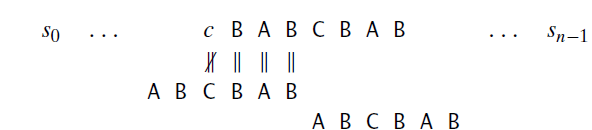 s₀ ... c B A B C B A B ... sₙ₋₁
∦ ‖ ‖ ‖
A B C B A B
A B C B A B